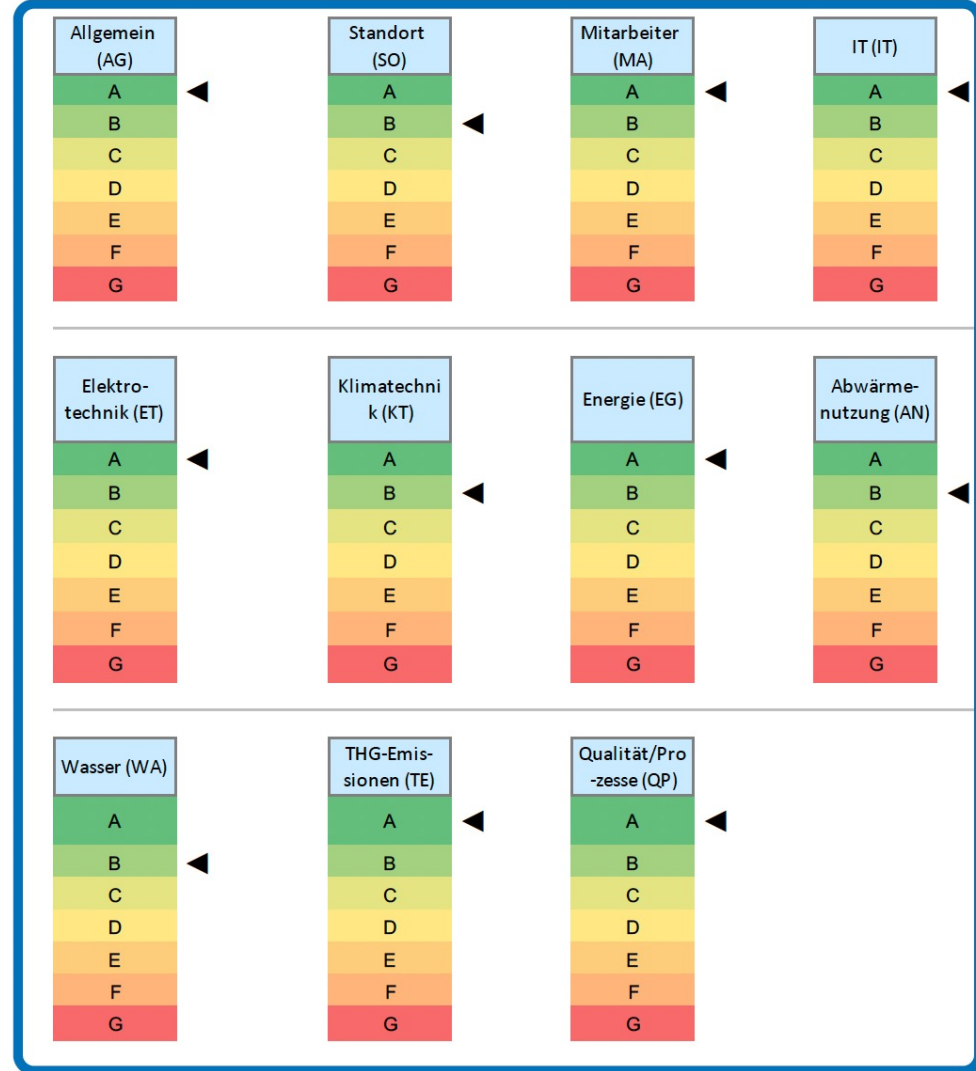 Allgemein
(AG)
Standort
(SO)
Mitarbeiter
(MA)
IT (IT)
A A A A
B B B B
C C C C
D D D D
E E E E
F F F F
G G G G
Elektro-
technik (ET)
Klimatechni
k (KT)
Energie (EG)
Abwärme-
nutzung (AN)
A A A A
B B B B
C C C C
D D D D
E E E E
F F F F
G G G G
Wasser (WA)
THG-Emis-
sionen (TE)
Qualität/Pro
-zesse (QP)
A A A
B B B
C C C
D D D
E E E
F F F
G G G